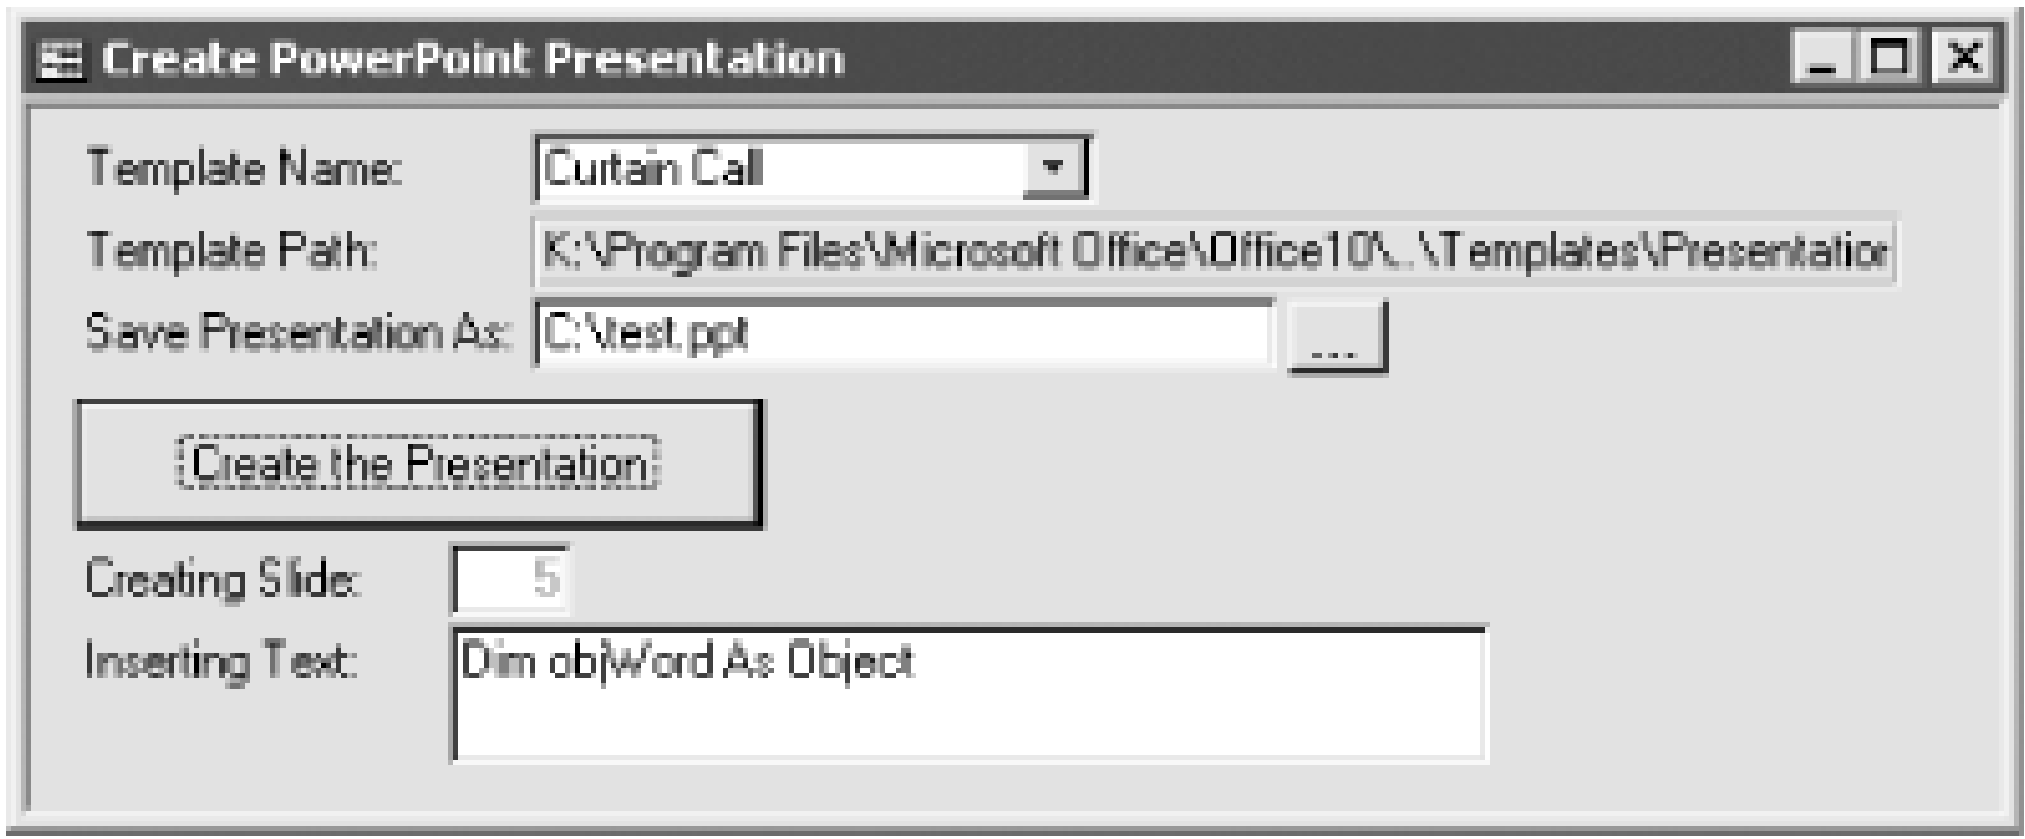 Create PowerPoint Presentation
Template Name: Curtain Call
Template Path: K:\Program Files\Microsoft Office\Office10\..\Templates\Presentation
Save Presentation As: C:\test.ppt ...
Create the Presentation
Creating Slide: 5
Inserting Text: Dim objWord As Object